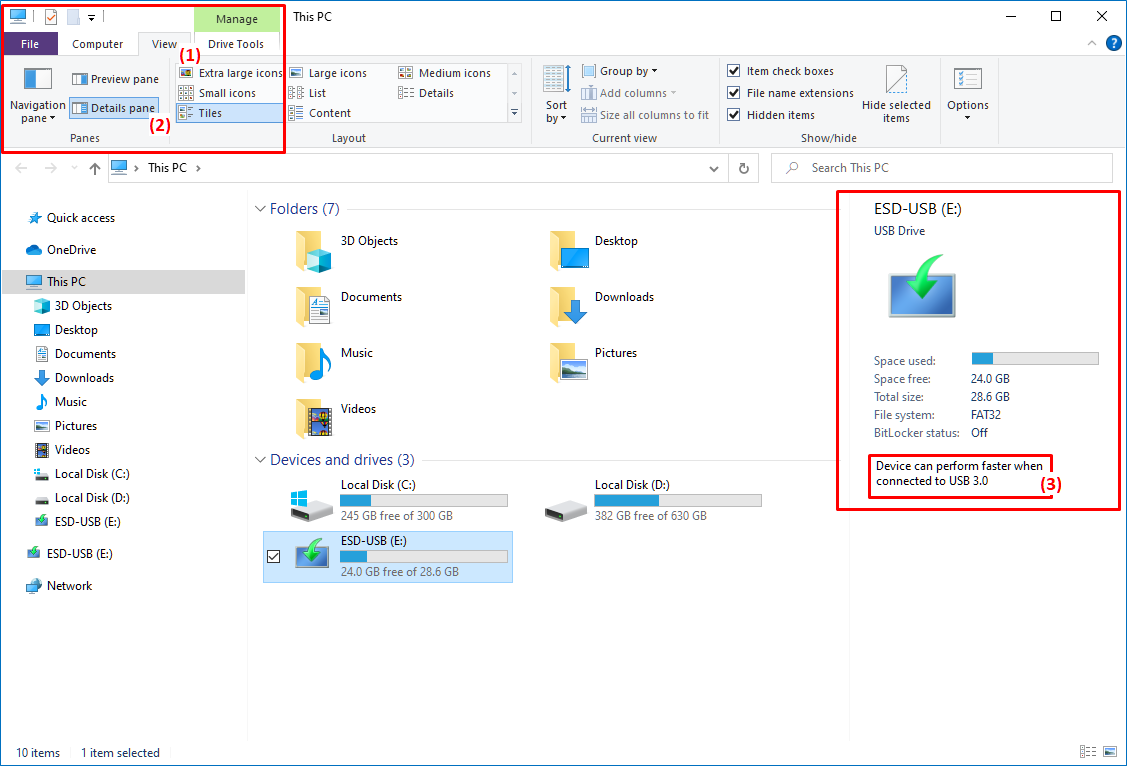 Manage
This PC
File
Computer
View
Drive Tools
(1)
Navigation
pane
Preview pane
Details pane
(2)
Panes
Extra large icons
Large icons
Medium icons
Small icons
List
Details
Tiles
Content
Layout
Sort
by
Group by
Add columns
Size all columns to fit
Current view
Item check boxes
File name extensions
Hidden items
Hide selected
items
Show/hide
Options
?
This PC
Search This PC
Quick access
OneDrive
This PC
3D Objects
Desktop
Documents
Downloads
Music
Pictures
Videos
Local Disk (C:)
Local Disk (D:)
ESD-USB (E:)
ESD-USB (E:)
Network
Folders (7)
3D Objects
Desktop
Documents
Downloads
Music
Pictures
Videos
Devices and drives (3)
Local Disk (C:)
245 GB free of 300 GB
Local Disk (D:)
382 GB free of 630 GB
ESD-USB (E:)
24.0 GB free of 28.6 GB
ESD-USB (E:)
USB Drive
Space used:
Space free: 24.0 GB
Total size: 28.6 GB
File system: FAT32
BitLocker status: Off
Device can perform faster when
connected to USB 3.0
(3)
10 items
1 item selected